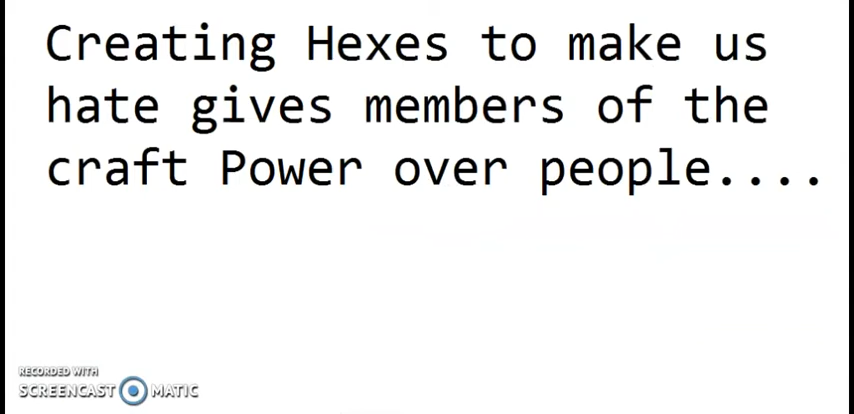 Creating Hexes to make us
hate gives members of the
craft Power over people....
RECORDED WITH
SCREENCAST MATIC